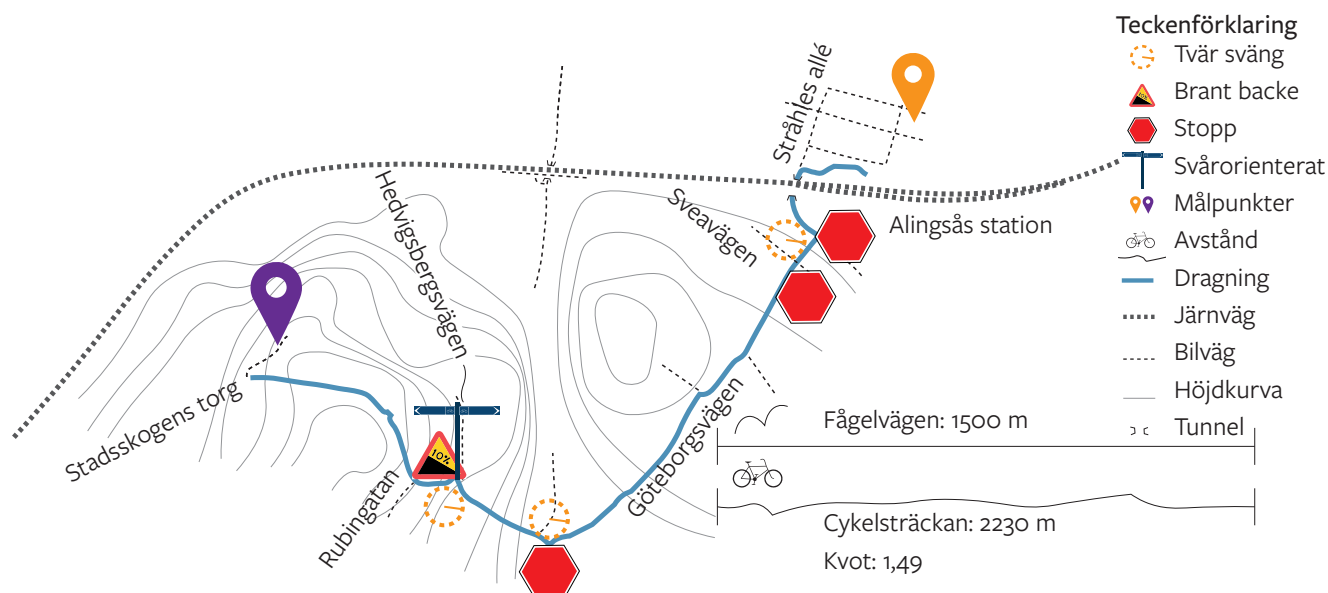 Teckenförklaring
Tvär sväng
Brant backe
Stopp
Svårorienterat
Målpunkter
Avstånd
Dragning
Järnväg
Bilväg
Höjdkurva
Tunnel
Stråhles allé
Alingsås station
Sveavägen
Hedvigsbergsvägen
Stadsskogens torg
10%
Rubingatan
Göteborgsvägen
Fågelvägen: 1500 m
Cykelsträckan: 2230 m
Kvot: 1,49